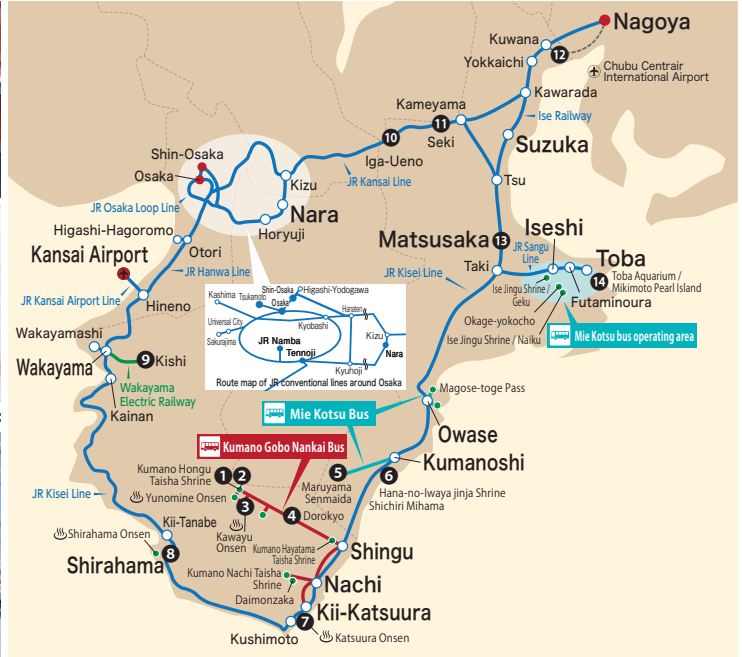 Nagoya
Kuwana
12
Yokkaichi
Chubu Centrair
International Airport
Kawarada
Kameyama
Ise Railway
11
10
Seki
Suzuka
Iga-Ueno
Shin-Osaka
Osaka
Kizu
JR Kansai Line
Tsu
JR Osaka Loop Line
Nara
Horyuji
Higashi-Hagoromo
Otori
Kansai Airport
JR Hanwa Line
JR Kansai Airport Line
Hineno
Matsusaka
13
Iseshi
JR Sangu
Line
Toba
14
Taki
JR Kisei Line
Toba Aquarium /
Mikimoto Pearl Island
Ise Jingu Shrine /
Geku
Futaminoura
Okage-yokocho
Ise Jingu Shrine / Naiku
Mie Kotsu bus operating area
Kashima
Tsukamoto
Shin-Osaka
Higashi-Yodogawa
Osaka
Universal City
Sakurajima
Kyobashi
Hanaten
Kizu
JR Namba
Tennoji
Nara
Kyuhoji
Route map of JR conventional lines around Osaka
Wakayamashi
Wakayama
9
Kishi
Wakayama
Electric Railway
Kainan
Magose-toge Pass
Mie Kotsu Bus
Owase
Kumano Gobo Nankai Bus
Kumanoshi
Kumano Hongu
Taisha Shrine
1
2
5
Maruyama
Senmaida
6
Hana-no-Iwaya jinja Shrine
Shichiri Mihama
JR Kisei Line
Yunomine Onsen
3
4
Dorokyo
Kawayu
Onsen
Kii-Tanabe
Shirahama Onsen
8
Shirahama
Kumano Hayatama
Taisha Shrine
Shingu
Kumano Nachi Taisha
Shrine
Nachi
Daimonzaka
Kii-Katsuura
7
Katsuura Onsen
Kushimoto